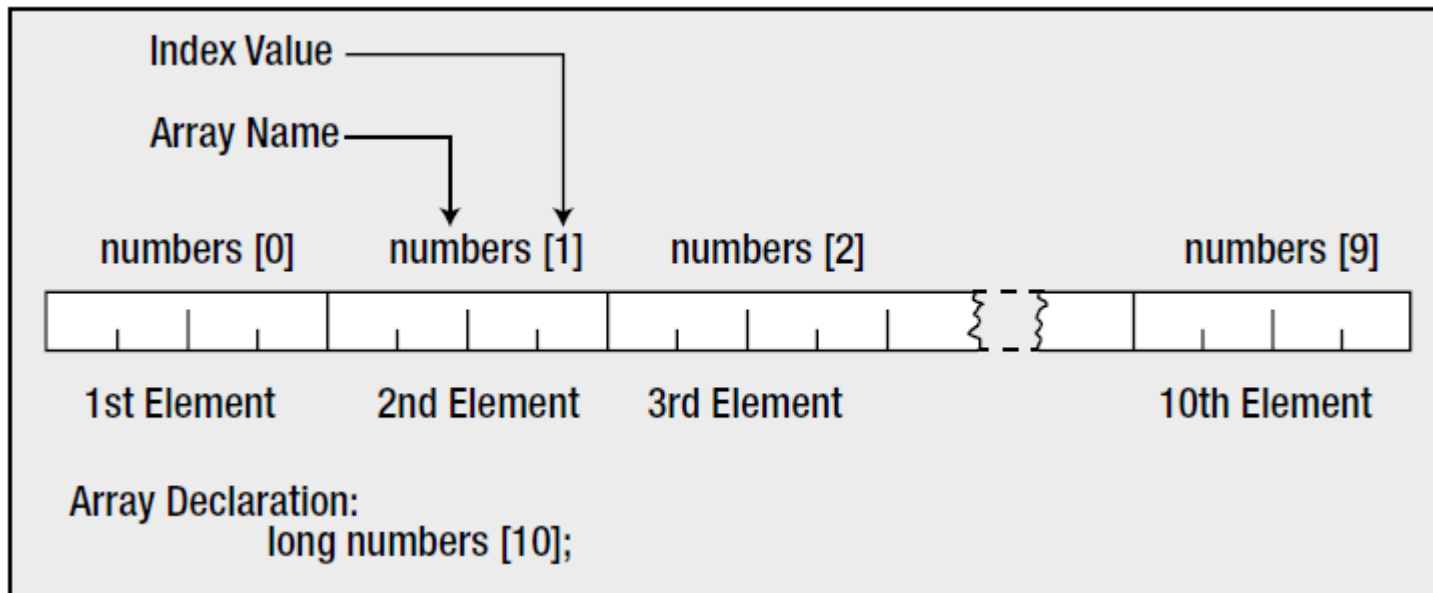 Index Value
Array Name
numbers [0] numbers [1] numbers [2] numbers [9]
1st Element 2nd Element 3rd Element 10th Element
Array Declaration:
long numbers [10];